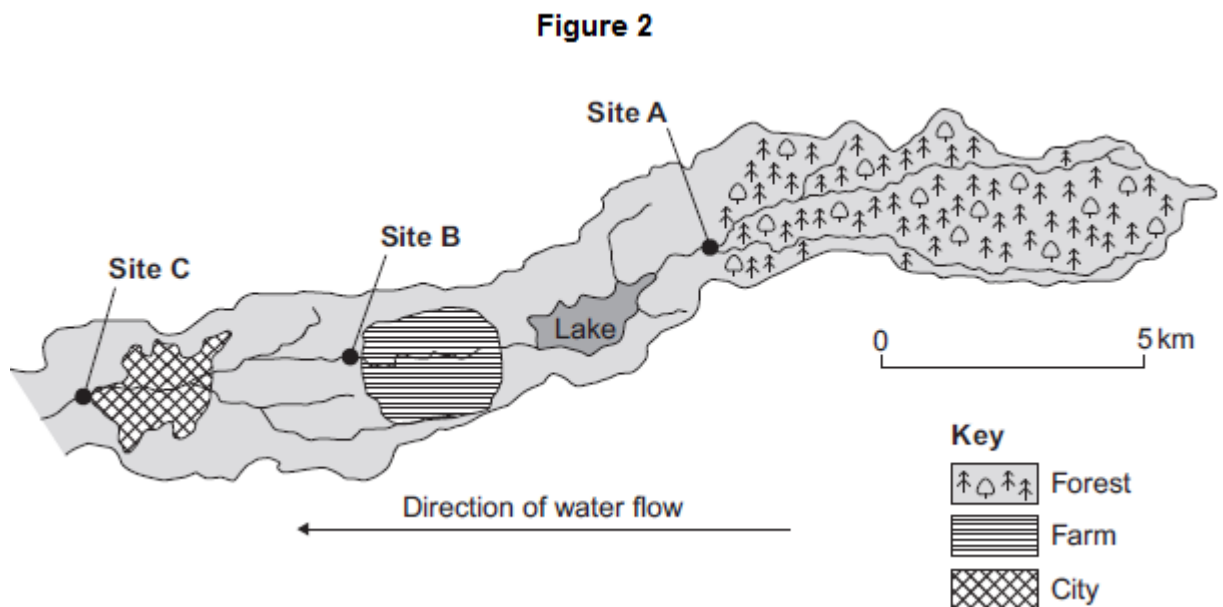 Figure 2
Site A
Site B
Site C
Lake
0
5 km
Direction of water flow
Key
Forest
Farm
City